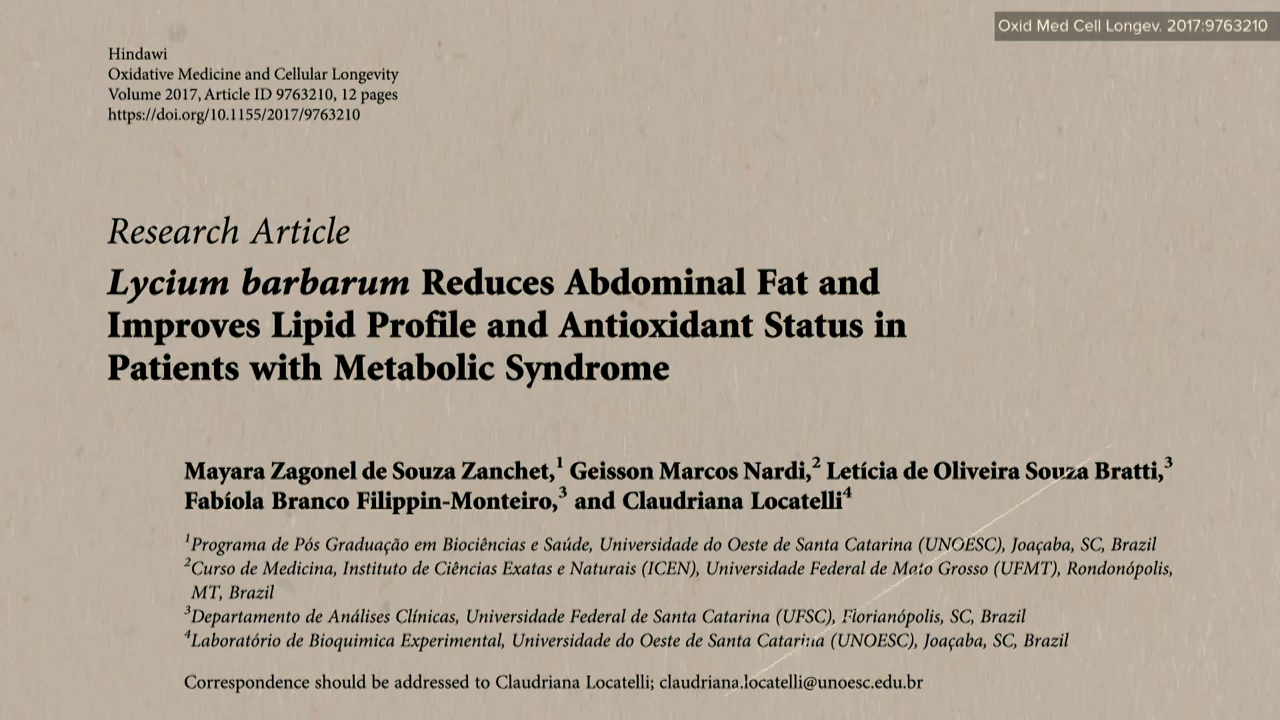 Oxid Med Cell Longev. 2017:9763210
Hindawi
Oxidative Medicine and Cellular Longevity
Volume 2017, Article ID 9763210, 12 pages
https://doi.org/10.1155/2017/9763210
Research Article
Lycium barbarum Reduces Abdominal Fat and
Improves Lipid Profile and Antioxidant Status in
Patients with Metabolic Syndrome
Mayara Zagonel de Souza Zanchet,1 Geisson Marcos Nardi,2 Letícia de Oliveira Souza Bratti,3
Fabíola Branco Filippin-Monteiro,3 and Claudriana Locatelli4
1Programa de Pós Graduação em Biociências e Saúde, Universidade do Oeste de Santa Catarina (UNOESC), Joaçaba, SC, Brazil
2Curso de Medicina, Instituto de Ciências Exatas e Naturais (ICEN), Universidade Federal de Mato Grosso (UFMT), Rondonópolis,
MT, Brazil
3Departamento de Análises Clínicas, Universidade Federal de Santa Catarina (UFSC), Florianópolis, SC, Brazil
4Laboratório de Bioquimica Experimental, Universidade do Oeste de Santa Catarina (UNOESC), Joaçaba, SC, Brazil
Correspondence should be addressed to Claudriana Locatelli; claudriana.locatelli@unoesc.edu.br